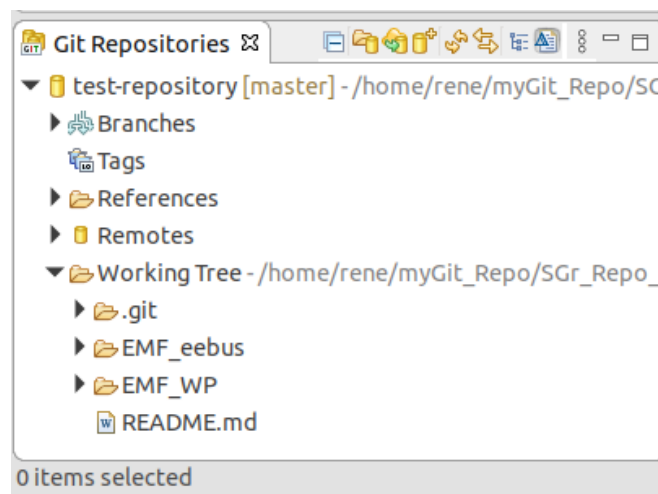 Git Repositories
test-repository [master] - /home/rene/myGit_Repo/SG
Branches
Tags
References
Remotes
Working Tree - /home/rene/myGit_Repo/SGr_Repo_
.git
EMF_eebus
EMF_WP
README.md
0 items selected